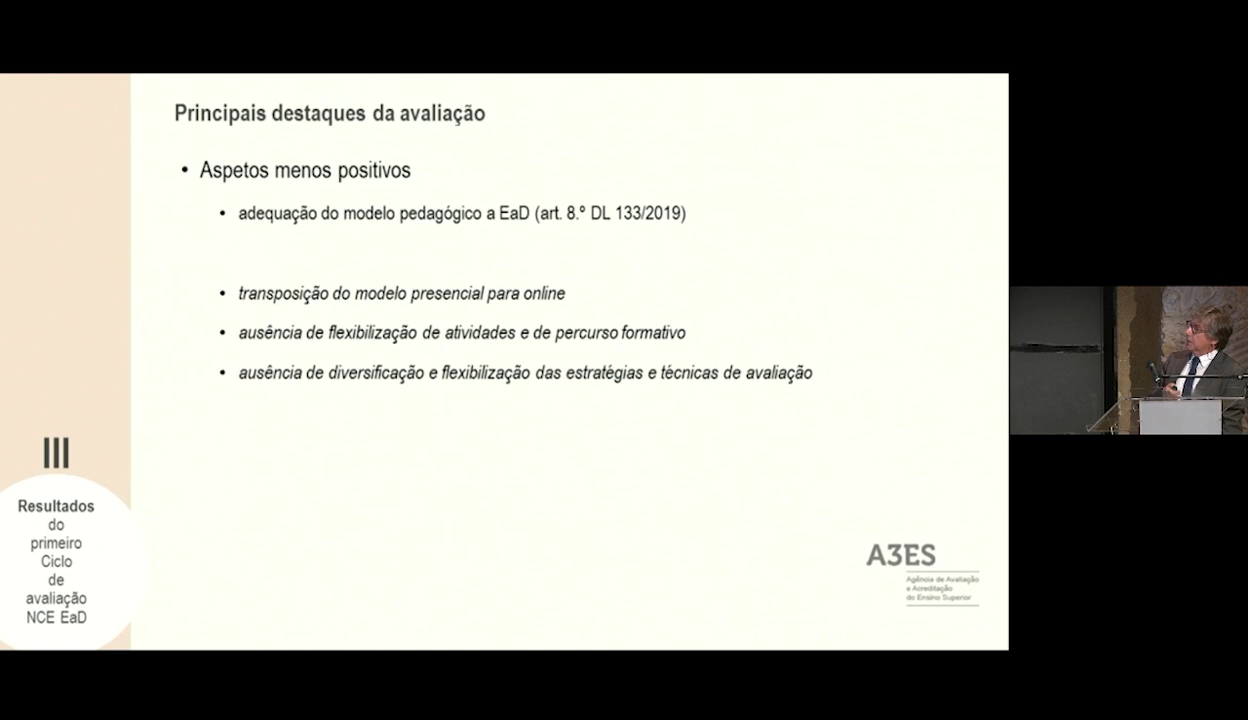 Principais destaques da avaliação
• Aspetos menos positivos
• adequação do modelo pedagógico a EaD (art. 8.º DL 133/2019)
• transposição do modelo presencial para online
• ausência de flexibilização de atividades e de percurso formativo
• ausência de diversificação e flexibilização das estratégias e técnicas de avaliação
III
Resultados
do
primeiro
Ciclo
de
avaliação
NCE EaD
A3ES
Agência de Avaliação
e Acreditação
do Ensino Superior